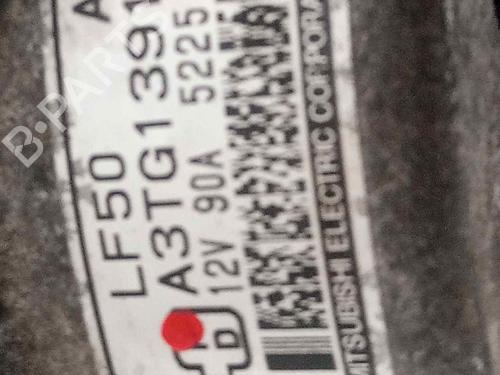 LF50 A
A3TG1391
12V 90A 5225
D
MITSUBISHI ELECTRIC CORPORA
B-PARTS